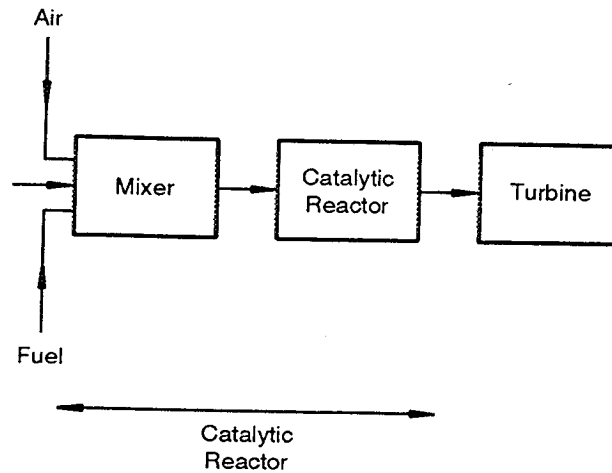 Air
Mixer
Catalytic
Reactor
Turbine
Fuel
Catalytic
Reactor